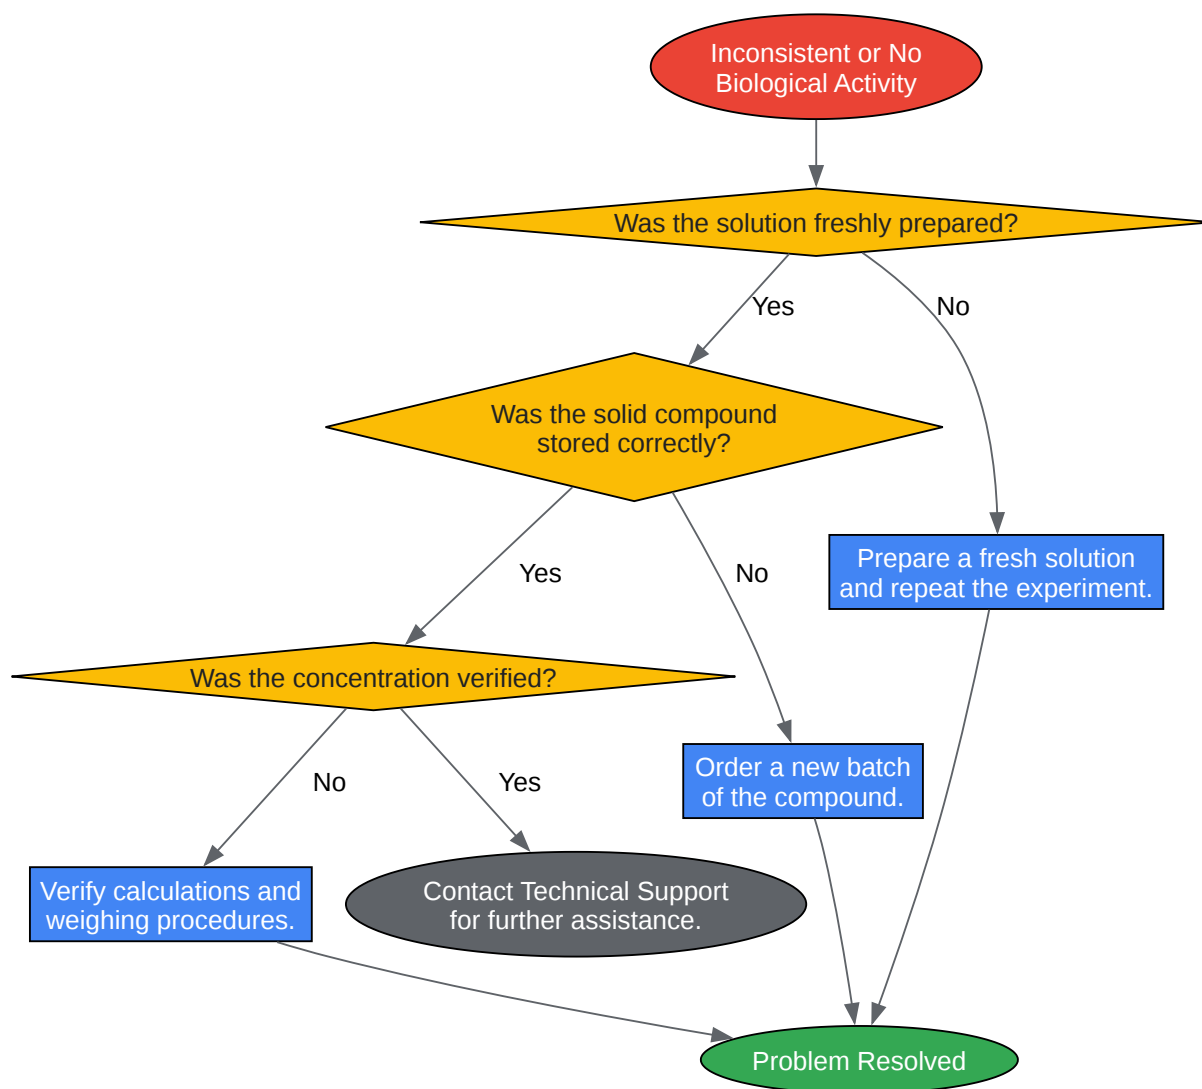 Inconsistent or No
Biological Activity
Was the solution freshly prepared?
Yes
No
Was the solid compound
stored correctly?
Prepare a fresh solution
and repeat the experiment.
Yes
No
Was the concentration verified?
Order a new batch
of the compound.
No
Yes
Verify calculations and
weighing procedures.
Contact Technical Support
for further assistance.
Problem Resolved